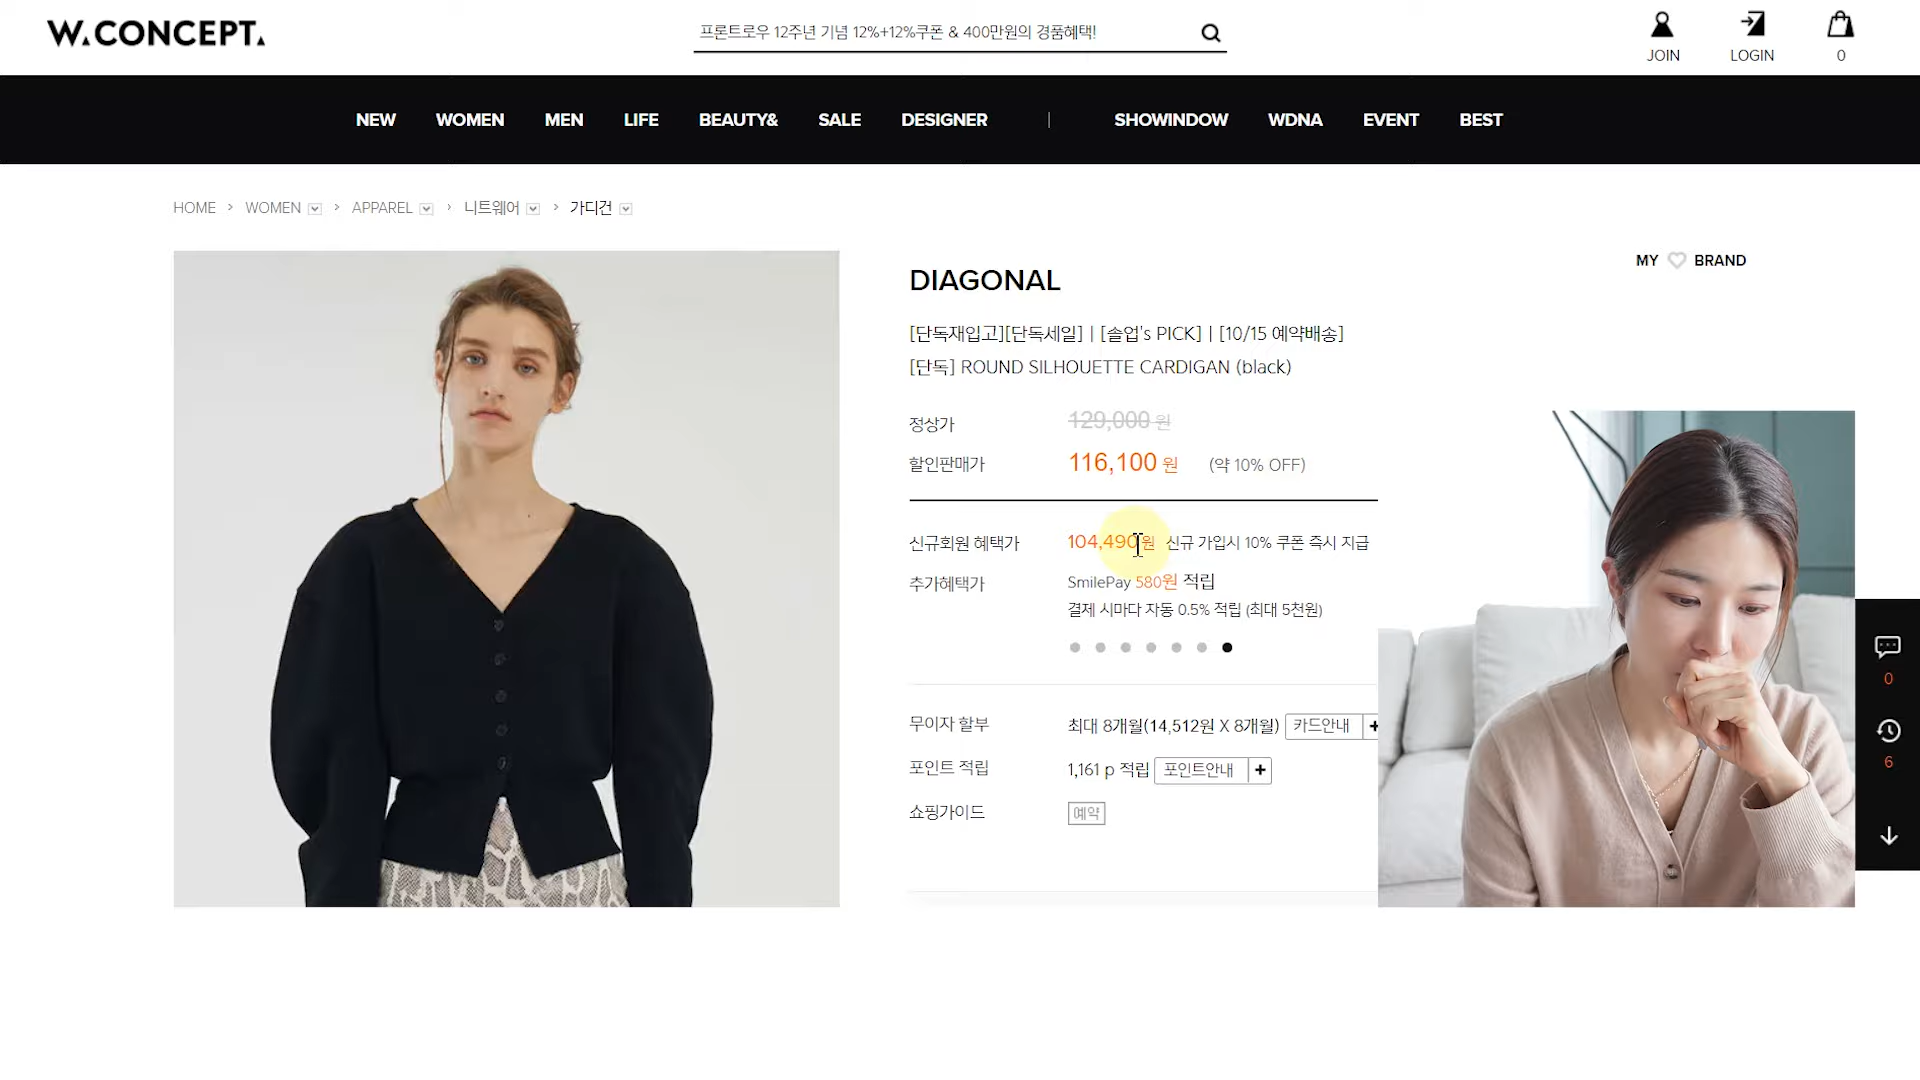 W.CONCEPT.
프론트로우 12주년 기념 12%+12%쿠폰 & 400만원의 경품혜택!
JOIN
LOGIN
0
NEW WOMEN MEN LIFE BEAUTY& SALE DESIGNER | SHOWINDOW WDNA EVENT BEST
HOME > WOMEN > APPAREL > 니트웨어 > 가디건
MY BRAND
DIAGONAL
[단독재입고][단독세일] | [솔업's PICK] | [10/15 예약배송]
[단독] ROUND SILHOUETTE CARDIGAN (black)
정상가 129,000 원
할인판매가 116,100 원 (약 10% OFF)
신규회원 혜택가 104,490원 신규 가입시 10% 쿠폰 즉시 지급
추가혜택가 SmilePay 580원 적립
결제 시마다 자동 0.5% 적립 (최대 5천원)
무이자 할부 최대 8개월(14,512원 X 8개월) 카드안내 +
포인트 적립 1,161 p 적립 포인트안내 +
쇼핑가이드 예약
0
6